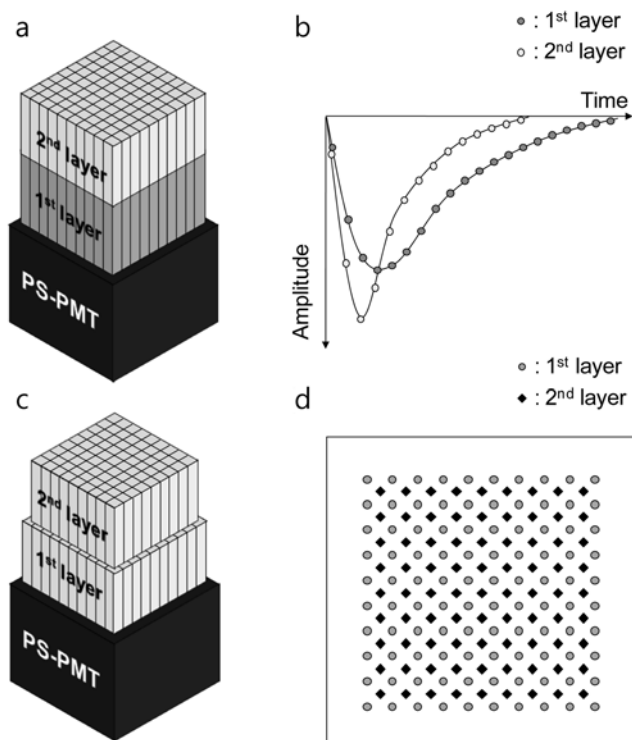 a
2nd layer
1st layer
PS-PMT
b
: 1st layer
: 2nd layer
Time
Amplitude
c
2nd layer
1st layer
PS-PMT
d
: 1st layer
: 2nd layer